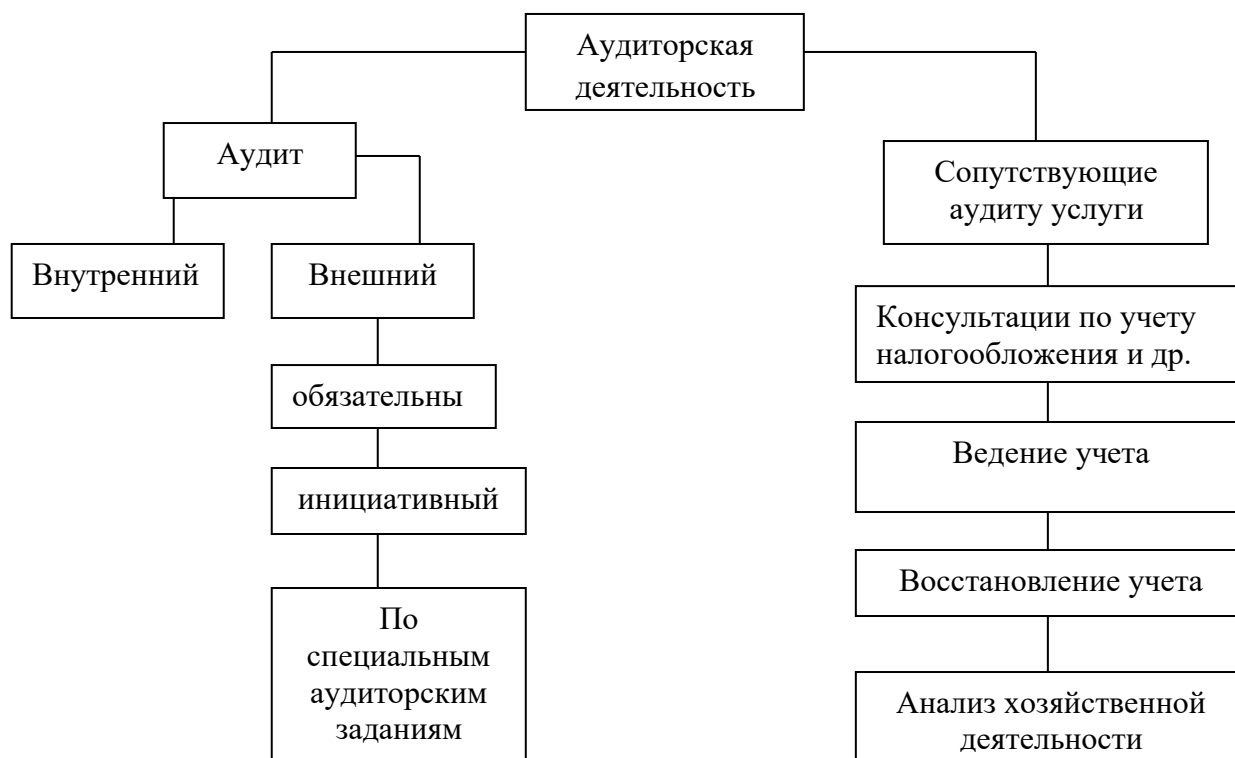 Аудиторская
деятельность
Аудит
Сопутствующие
аудиту услуги
Внутренний
Внешний
Консультации по учету
налогообложения и др.
обязательны
Ведение учета
инициативный
Восстановление учета
По
специальным
аудиторским
заданиям
Анализ хозяйственной
деятельности